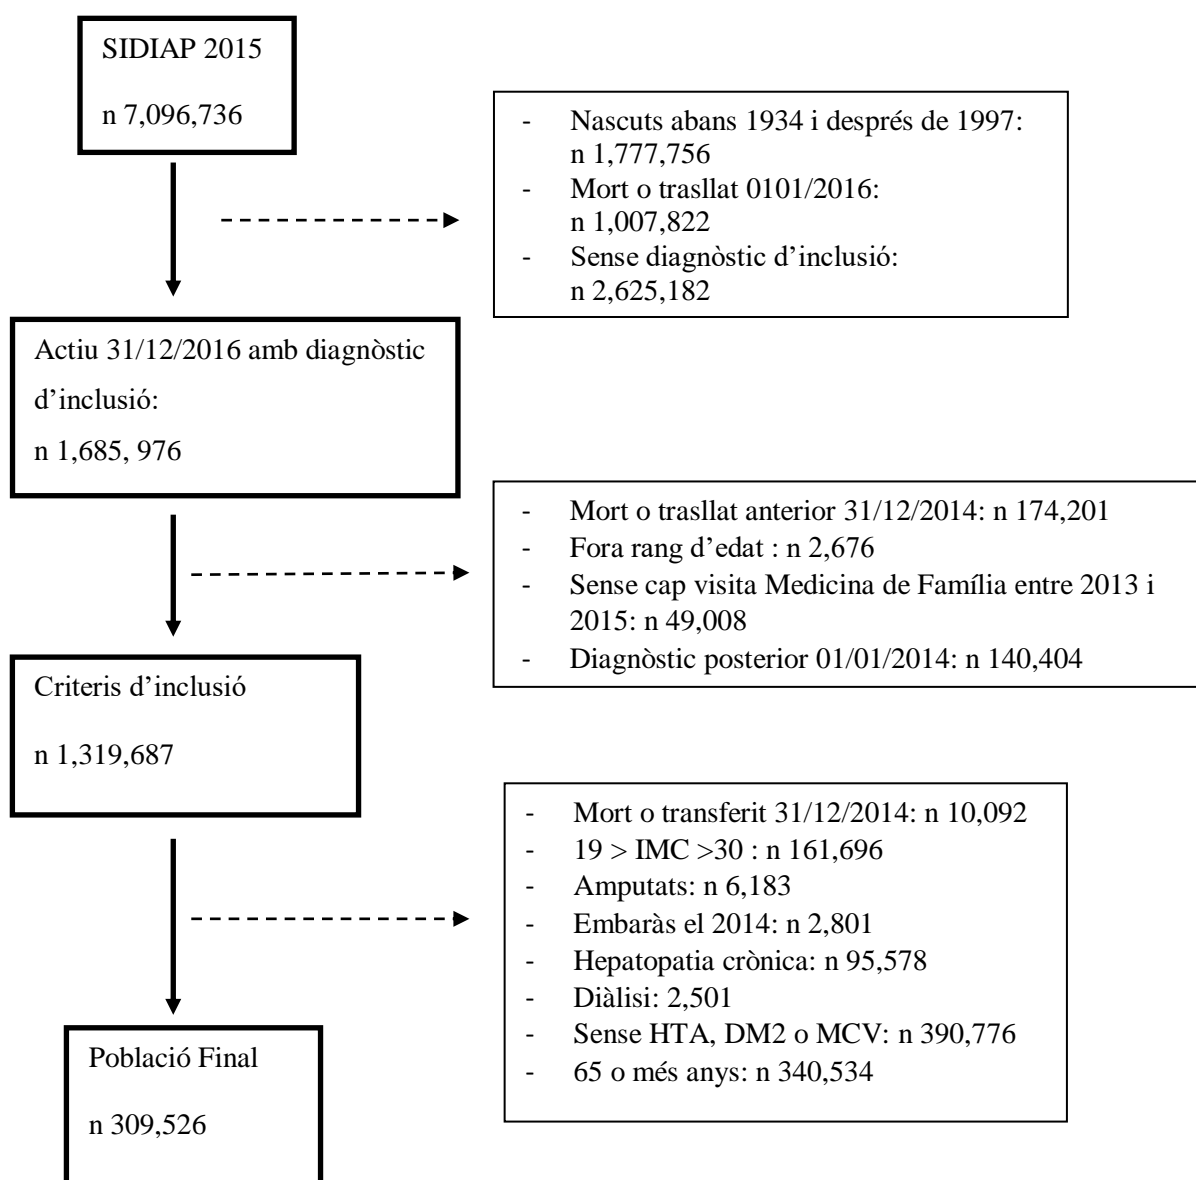 SIDIAP 2015
n 7,096,736
- Nascuts abans 1934 i després de 1997:
n 1,777,756
- Mort o trasllat 0101/2016:
n 1,007,822
- Sense diagnòstic d’inclusió:
n 2,625,182
Actiu 31/12/2016 amb diagnòstic
d’inclusió:
n 1,685, 976
- Mort o trasllat anterior 31/12/2014: n 174,201
- Fora rang d’edat : n 2,676
- Sense cap visita Medicina de Família entre 2013 i
2015: n 49,008
- Diagnòstic posterior 01/01/2014: n 140,404
Criteris d’inclusió
n 1,319,687
- Mort o transferit 31/12/2014: n 10,092
- 19 > IMC >30 : n 161,696
- Amputats: n 6,183
- Embaràs el 2014: n 2,801
- Hepatopatia crònica: n 95,578
- Diàlisi: 2,501
- Sense HTA, DM2 o MCV: n 390,776
- 65 o més anys: n 340,534
Població Final
n 309,526